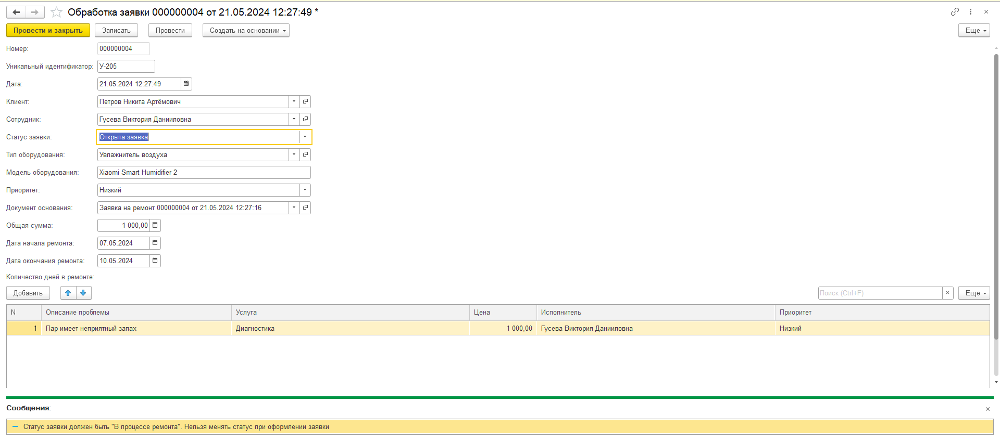 Обработка заявки 000000004 от 21.05.2024 12:27:49 *
Провести и закрыть Записать Провести Создать на основании Еще
Номер: 000000004
Уникальный идентификатор: У-205
Дата: 21.05.2024 12:27:49
Клиент: Петров Никита Артёмович
Сотрудник: Гусева Виктория Данииловна
Статус заявки: Открыта заявка
Тип оборудования: Увлажнитель воздуха
Модель оборудования: Xiaomi Smart Humidifier 2
Приоритет: Низкий
Документ основания: Заявка на ремонт 000000004 от 21.05.2024 12:27:16
Общая сумма: 1 000,00
Дата начала ремонта: 07.05.2024
Дата окончания ремонта: 10.05.2024
Количество дней в ремонте:
Добавить Поиск (Ctrl+F) × Еще
N Описание проблемы Услуга Цена Исполнитель Приоритет
1 Пар имеет неприятный запах Диагностика 1 000,00 Гусева Виктория Данииловна Низкий
Сообщения:
Статус заявки должен быть "В процессе ремонта". Нельзя менять статус при оформлении заявки